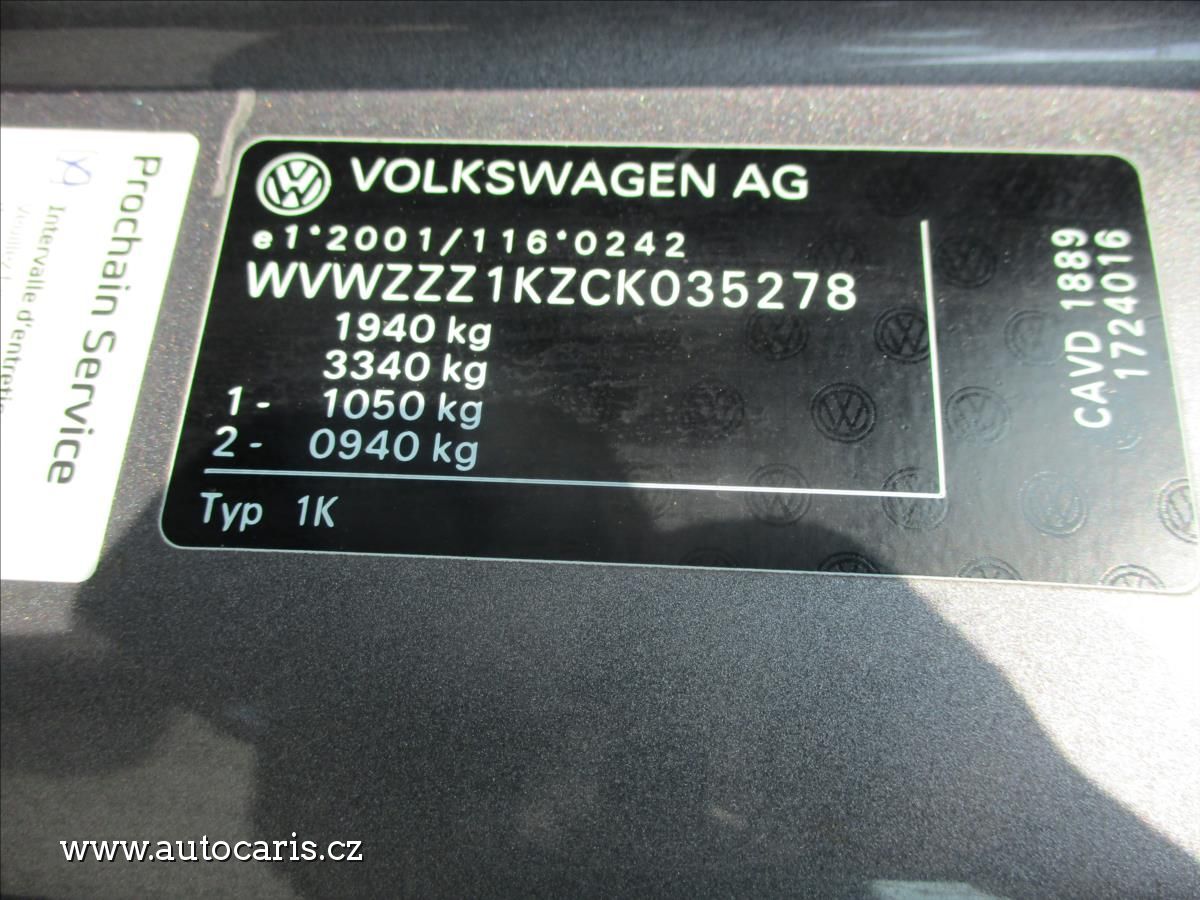 VOLKSWAGEN AG
e1*2001/116*0242
WVWZZZ1KZCK035278
1940 kg
3340 kg
1- 1050 kg
2- 0940 kg
Typ 1K
CAVD 1889
1724016
Prochain Service
Intervalle d'entretie
www.autocaris.cz